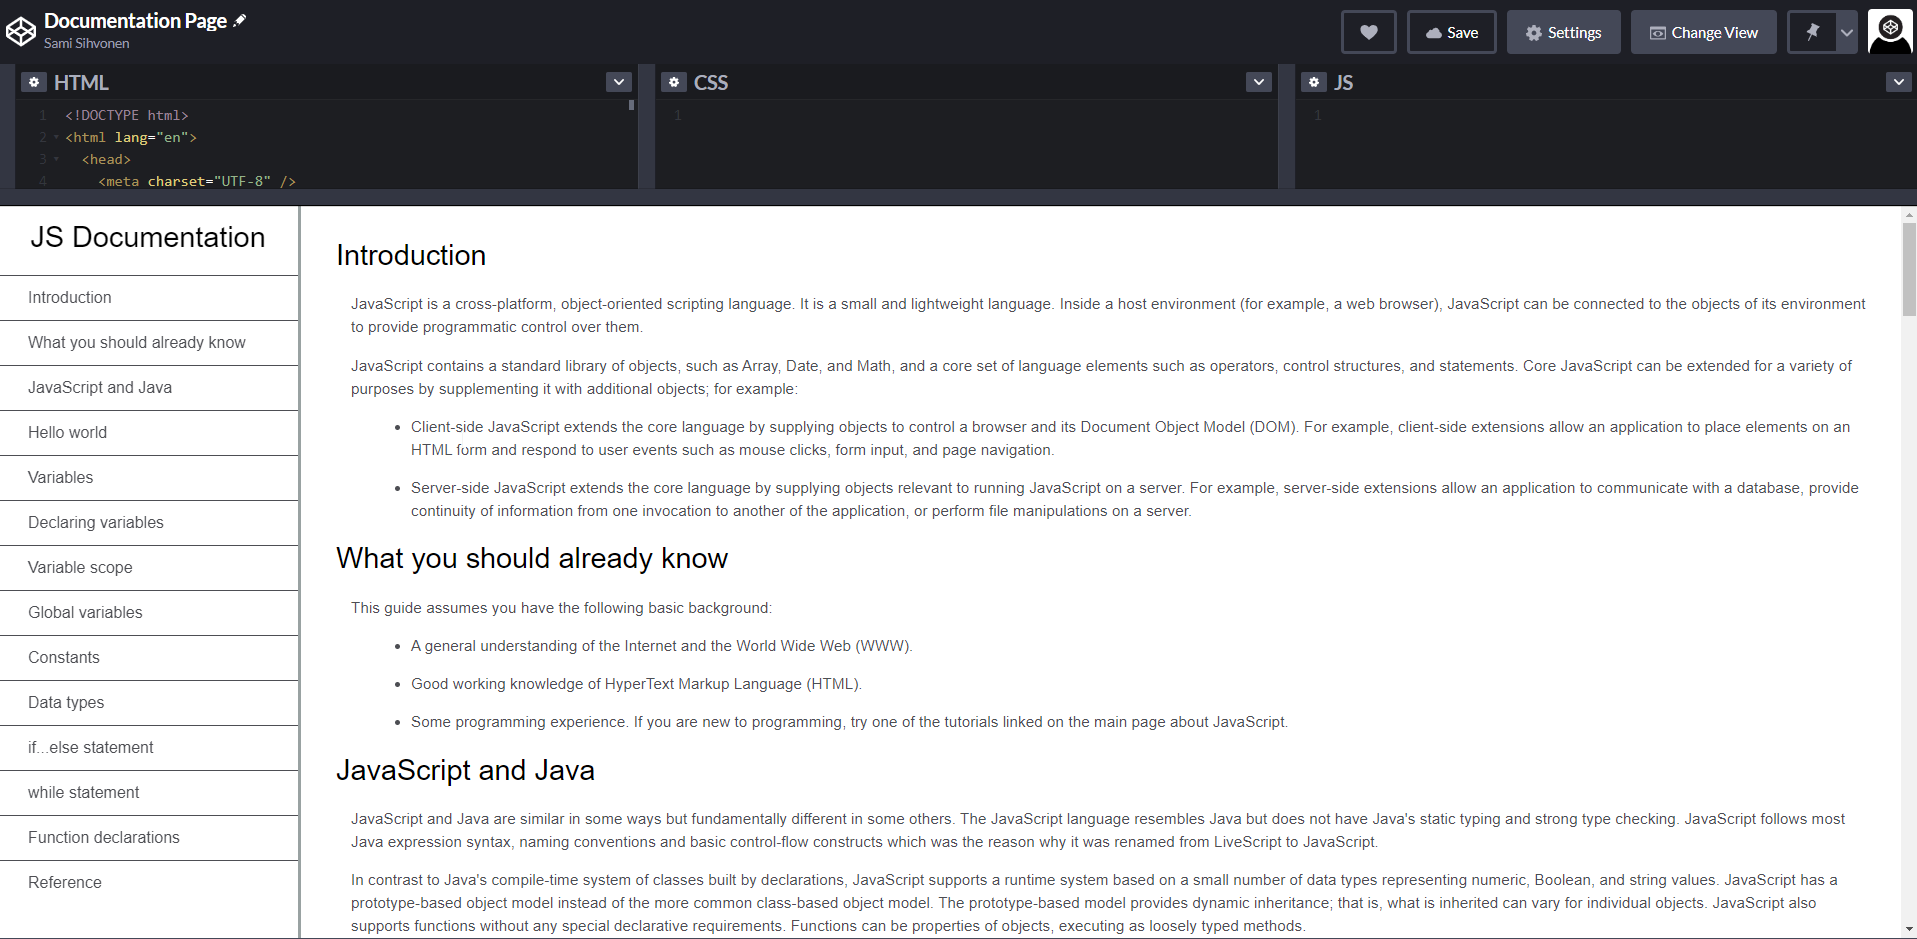 Documentation Page
Sami Sihvonen
Save
Settings
Change View
HTML
1 <!DOCTYPE html>
2 <html lang="en">
3 <head>
4 <meta charset="UTF-8" />
CSS
1
JS
1
JS Documentation
Introduction
What you should already know
JavaScript and Java
Hello world
Variables
Declaring variables
Variable scope
Global variables
Constants
Data types
if...else statement
while statement
Function declarations
Reference
Introduction
JavaScript is a cross-platform, object-oriented scripting language. It is a small and lightweight language. Inside a host environment (for example, a web browser), JavaScript can be connected to the objects of its environment
to provide programmatic control over them.
JavaScript contains a standard library of objects, such as Array, Date, and Math, and a core set of language elements such as operators, control structures, and statements. Core JavaScript can be extended for a variety of
purposes by supplementing it with additional objects; for example:
• Client-side JavaScript extends the core language by supplying objects to control a browser and its Document Object Model (DOM). For example, client-side extensions allow an application to place elements on an
HTML form and respond to user events such as mouse clicks, form input, and page navigation.
• Server-side JavaScript extends the core language by supplying objects relevant to running JavaScript on a server. For example, server-side extensions allow an application to communicate with a database, provide
continuity of information from one invocation to another of the application, or perform file manipulations on a server.
What you should already know
This guide assumes you have the following basic background:
• A general understanding of the Internet and the World Wide Web (WWW).
• Good working knowledge of HyperText Markup Language (HTML).
• Some programming experience. If you are new to programming, try one of the tutorials linked on the main page about JavaScript.
JavaScript and Java
JavaScript and Java are similar in some ways but fundamentally different in some others. The JavaScript language resembles Java but does not have Java's static typing and strong type checking. JavaScript follows most
Java expression syntax, naming conventions and basic control-flow constructs which was the reason why it was renamed from LiveScript to JavaScript.
In contrast to Java's compile-time system of classes built by declarations, JavaScript supports a runtime system based on a small number of data types representing numeric, Boolean, and string values. JavaScript has a
prototype-based object model instead of the more common class-based object model. The prototype-based model provides dynamic inheritance; that is, what is inherited can vary for individual objects. JavaScript also
supports functions without any special declarative requirements. Functions can be properties of objects, executing as loosely typed methods.